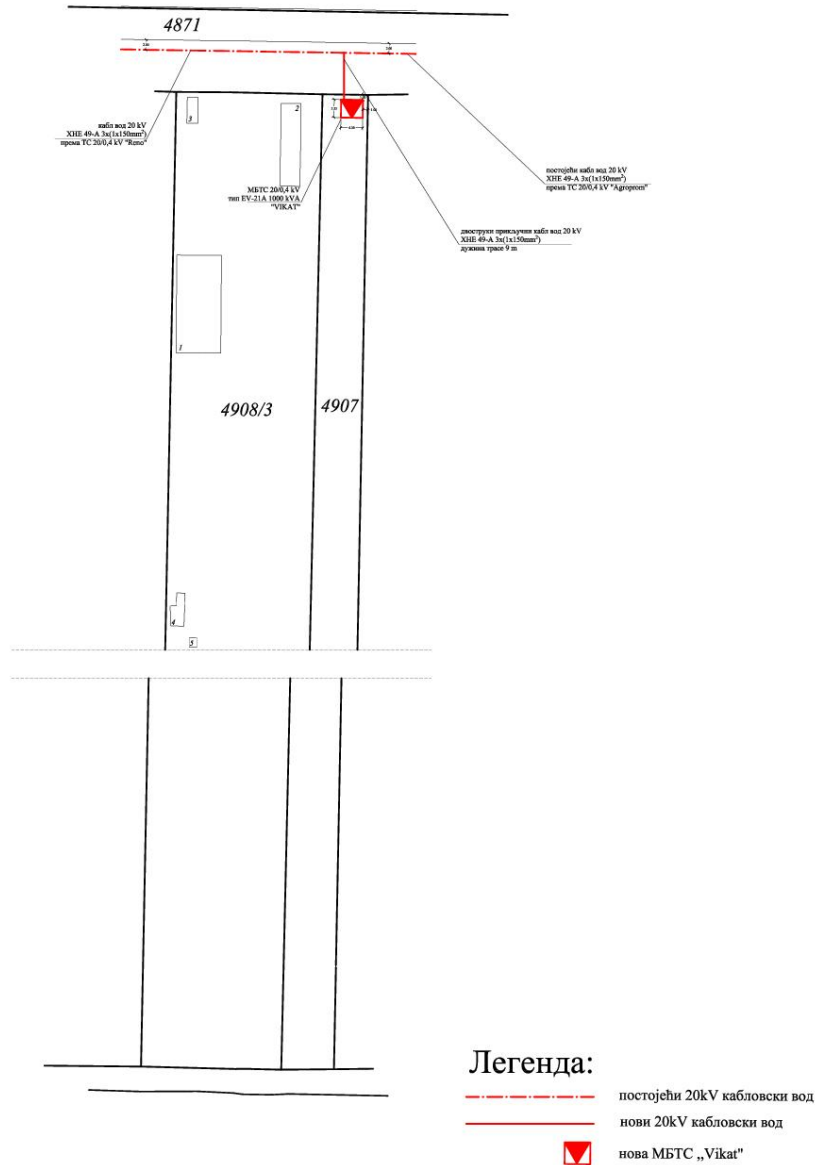 4871
2.00
2.00
кабл вод 20 kV
XHE 49-A 3x(1x150mm²)
према ТС 20/0,4 kV "Reno"
3
2
МБТС 20/0,4 kV
тип EV-21A 1000 kVA
"VIKAT"
постојећи кабл вод 20 kV
XHE 49-A 3x(1x150mm²)
према ТС 20/0,4 kV "Agroprom"
двоструки прикључни кабл вод 20 kV
XHE 49-A 3x(1x150mm²)
дужина трасе 9 m
1
4908/3
4907
4
5
Легенда:
постојећи 20kV кабловски вод
нови 20kV кабловски вод
нова МБТС „Vikat"